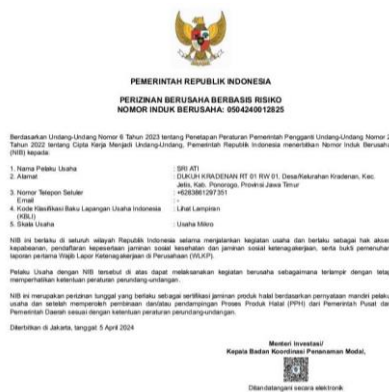 PEMERINTAH REPUBLIK INDONESIA
PERIZINAN BERUSAHA BERBASIS RISIKO
NOMOR INDUK BERUSAHA: 0504240012825
Berdasarkan Undang-Undang Nomor 6 Tahun 2023 tentang Penetapan Peraturan Pemerintah Pengganti Undang-Undang Nomor 2
Tahun 2022 tentang Cipta Kerja Menjadi Undang-Undang, Pemerintah Republik Indonesia menerbitkan Nomor Induk Berusaha
(NIB) kepada:
1. Nama Pelaku Usaha : SRI ATI
2. Alamat : DUKUH KRADENAN RT 01 RW 01, Desa/Kelurahan Kradenan, Kec.
Jetis, Kab. Ponorogo, Provinsi Jawa Timur
3. Nomor Telepon Seluler : +6283861297351
Email : -
4. Kode Klasifikasi Baku Lapangan Usaha Indonesia : Lihat Lampiran
(KBLI)
5. Skala Usaha : Usaha Mikro
NIB ini berlaku di seluruh wilayah Republik Indonesia selama menjalankan kegiatan usaha dan berlaku sebagai hak akses
kepabeanan, pendaftaran kepesertaan jaminan sosial kesehatan dan jaminan sosial ketenagakerjaan, serta bukti pemenuhan
laporan pertama Wajib Lapor Ketenagakerjaan di Perusahaan (WLKP).
Pelaku Usaha dengan NIB tersebut di atas dapat melaksanakan kegiatan berusaha sebagaimana terlampir dengan tetap
memperhatikan ketentuan peraturan perundang-undangan.
NIB ini merupakan perizinan tunggal yang berlaku sebagai sertifikasi jaminan produk halal berdasarkan pernyataan mandiri pelaku
usaha dan setelah memperoleh pembinaan dan/atau pendampingan Proses Produk Halal (PPH) dari Pemerintah Pusat dan
Pemerintah Daerah sesuai dengan ketentuan peraturan perundang-undangan.
Diterbitkan di Jakarta, tanggal: 5 April 2024
Menteri Investasi/
Kepala Badan Koordinasi Penanaman Modal,
Ditandatangani secara elektronik